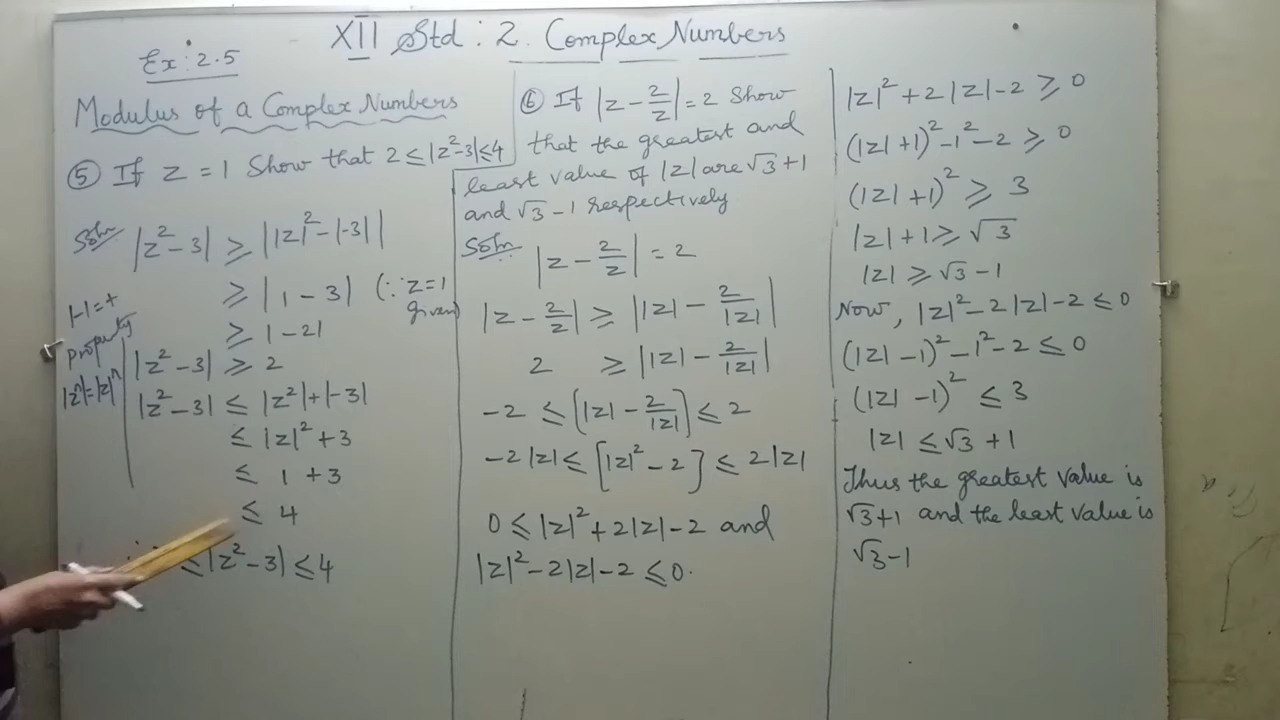 XII Std : 2. Complex Numbers
Ex : 2.5
Modulus of a Complex Numbers
⑤ If z = 1 Show that 2 ≤ |z²-3| ≤ 4
Soln
|z² - 3| ≥ ||z|² - |-3||
≥ |1 - 3| (∵ z=1 given)
≥ |-2|
|-| = +
Property
|zⁿ| = |z|ⁿ
|z² - 3| ≥ 2
|z² - 3| ≤ |z²| + |-3|
≤ |z|² + 3
≤ 1 + 3
≤ 4
≤ |z² - 3| ≤ 4
⑥ If |z - 2/z| = 2 Show
that the greatest and
least value of |z| are √3 + 1
and √3 - 1 respectively
Soln
|z - 2/z| = 2
|z - 2/z| ≥ ||z| - 2/|z||
2 ≥ ||z| - 2/|z||
-2 ≤ [|z| - 2/|z|] ≤ 2
-2|z| ≤ [|z|² - 2] ≤ 2|z|
0 ≤ |z|² + 2|z| - 2 and
|z|² - 2|z| - 2 ≤ 0.
|z|² + 2|z| - 2 ≥ 0
(|z| + 1)² - 1² - 2 ≥ 0
(|z| + 1)² ≥ 3
|z| + 1 ≥ √3
|z| ≥ √3 - 1
Now, |z|² - 2|z| - 2 ≤ 0
(|z| - 1)² - 1² - 2 ≤ 0
(|z| - 1)² ≤ 3
|z| ≤ √3 + 1
Thus the greatest value is
√3 + 1 and the least value is
√3 - 1